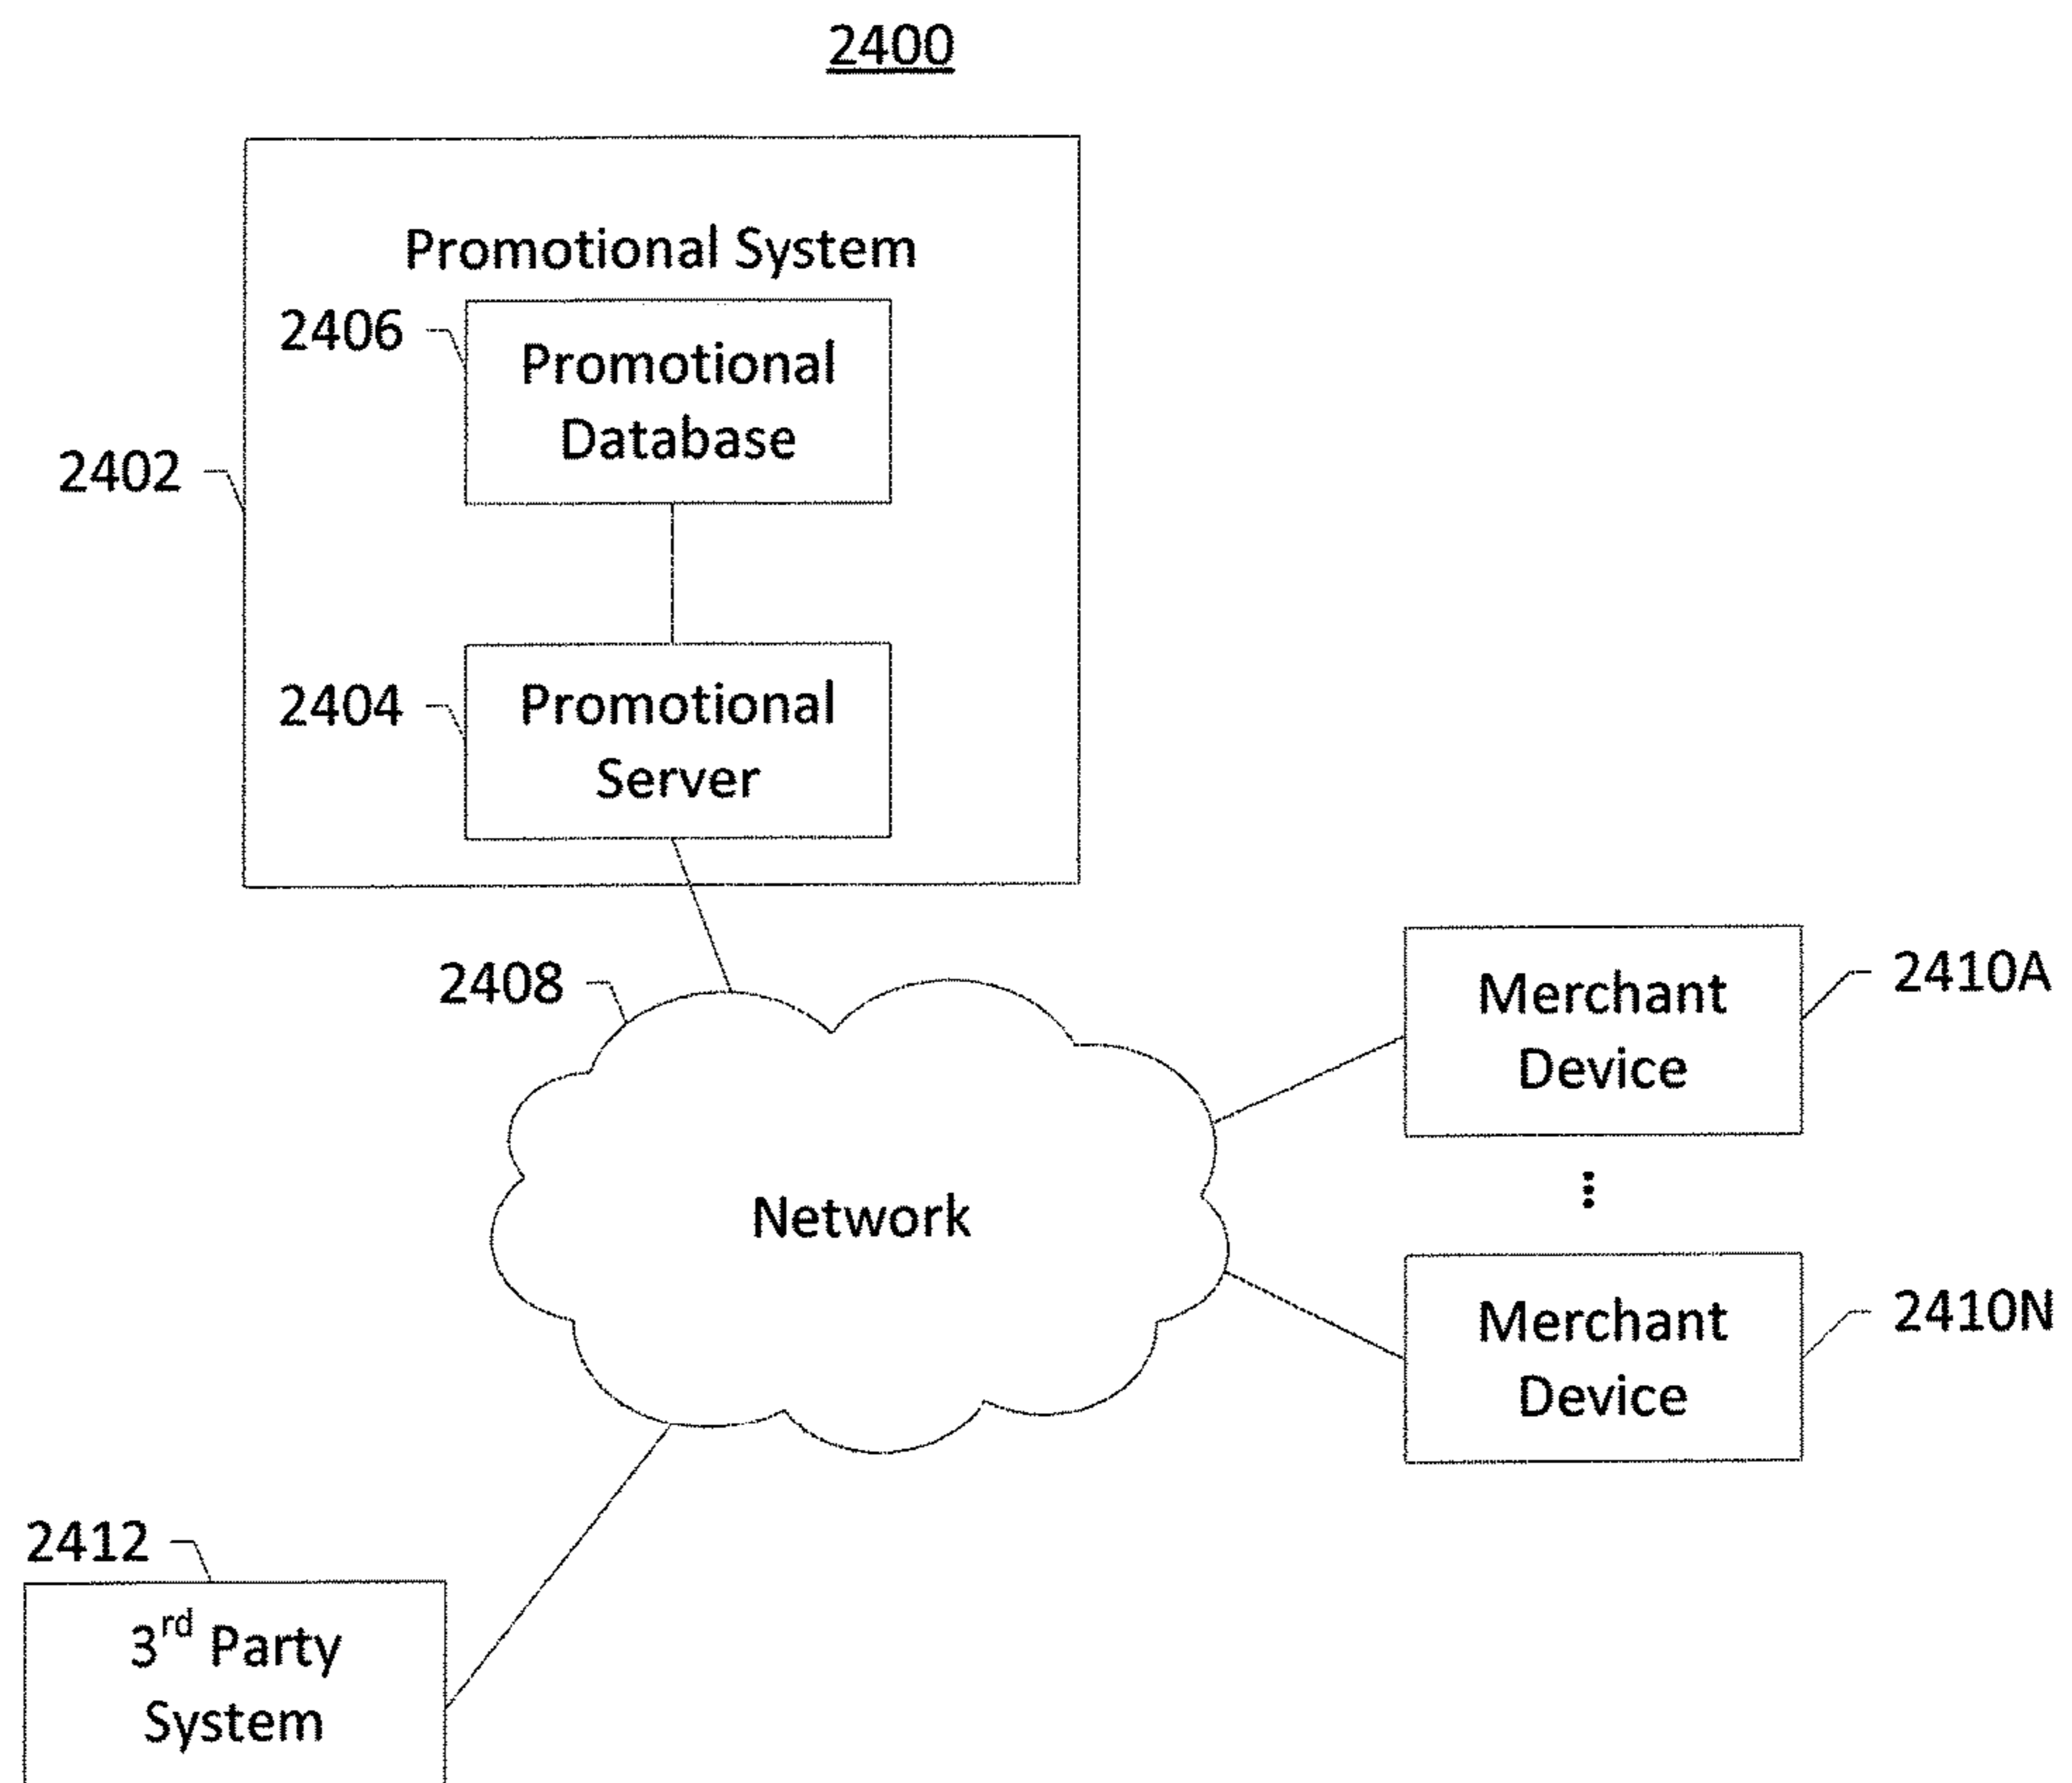 2400
Promotional System
2406
Promotional
Database
2402
2404
Promotional
Server
2408
Merchant
Device
2410A
Network
Merchant
Device
2410N
2412
3rd Party
System